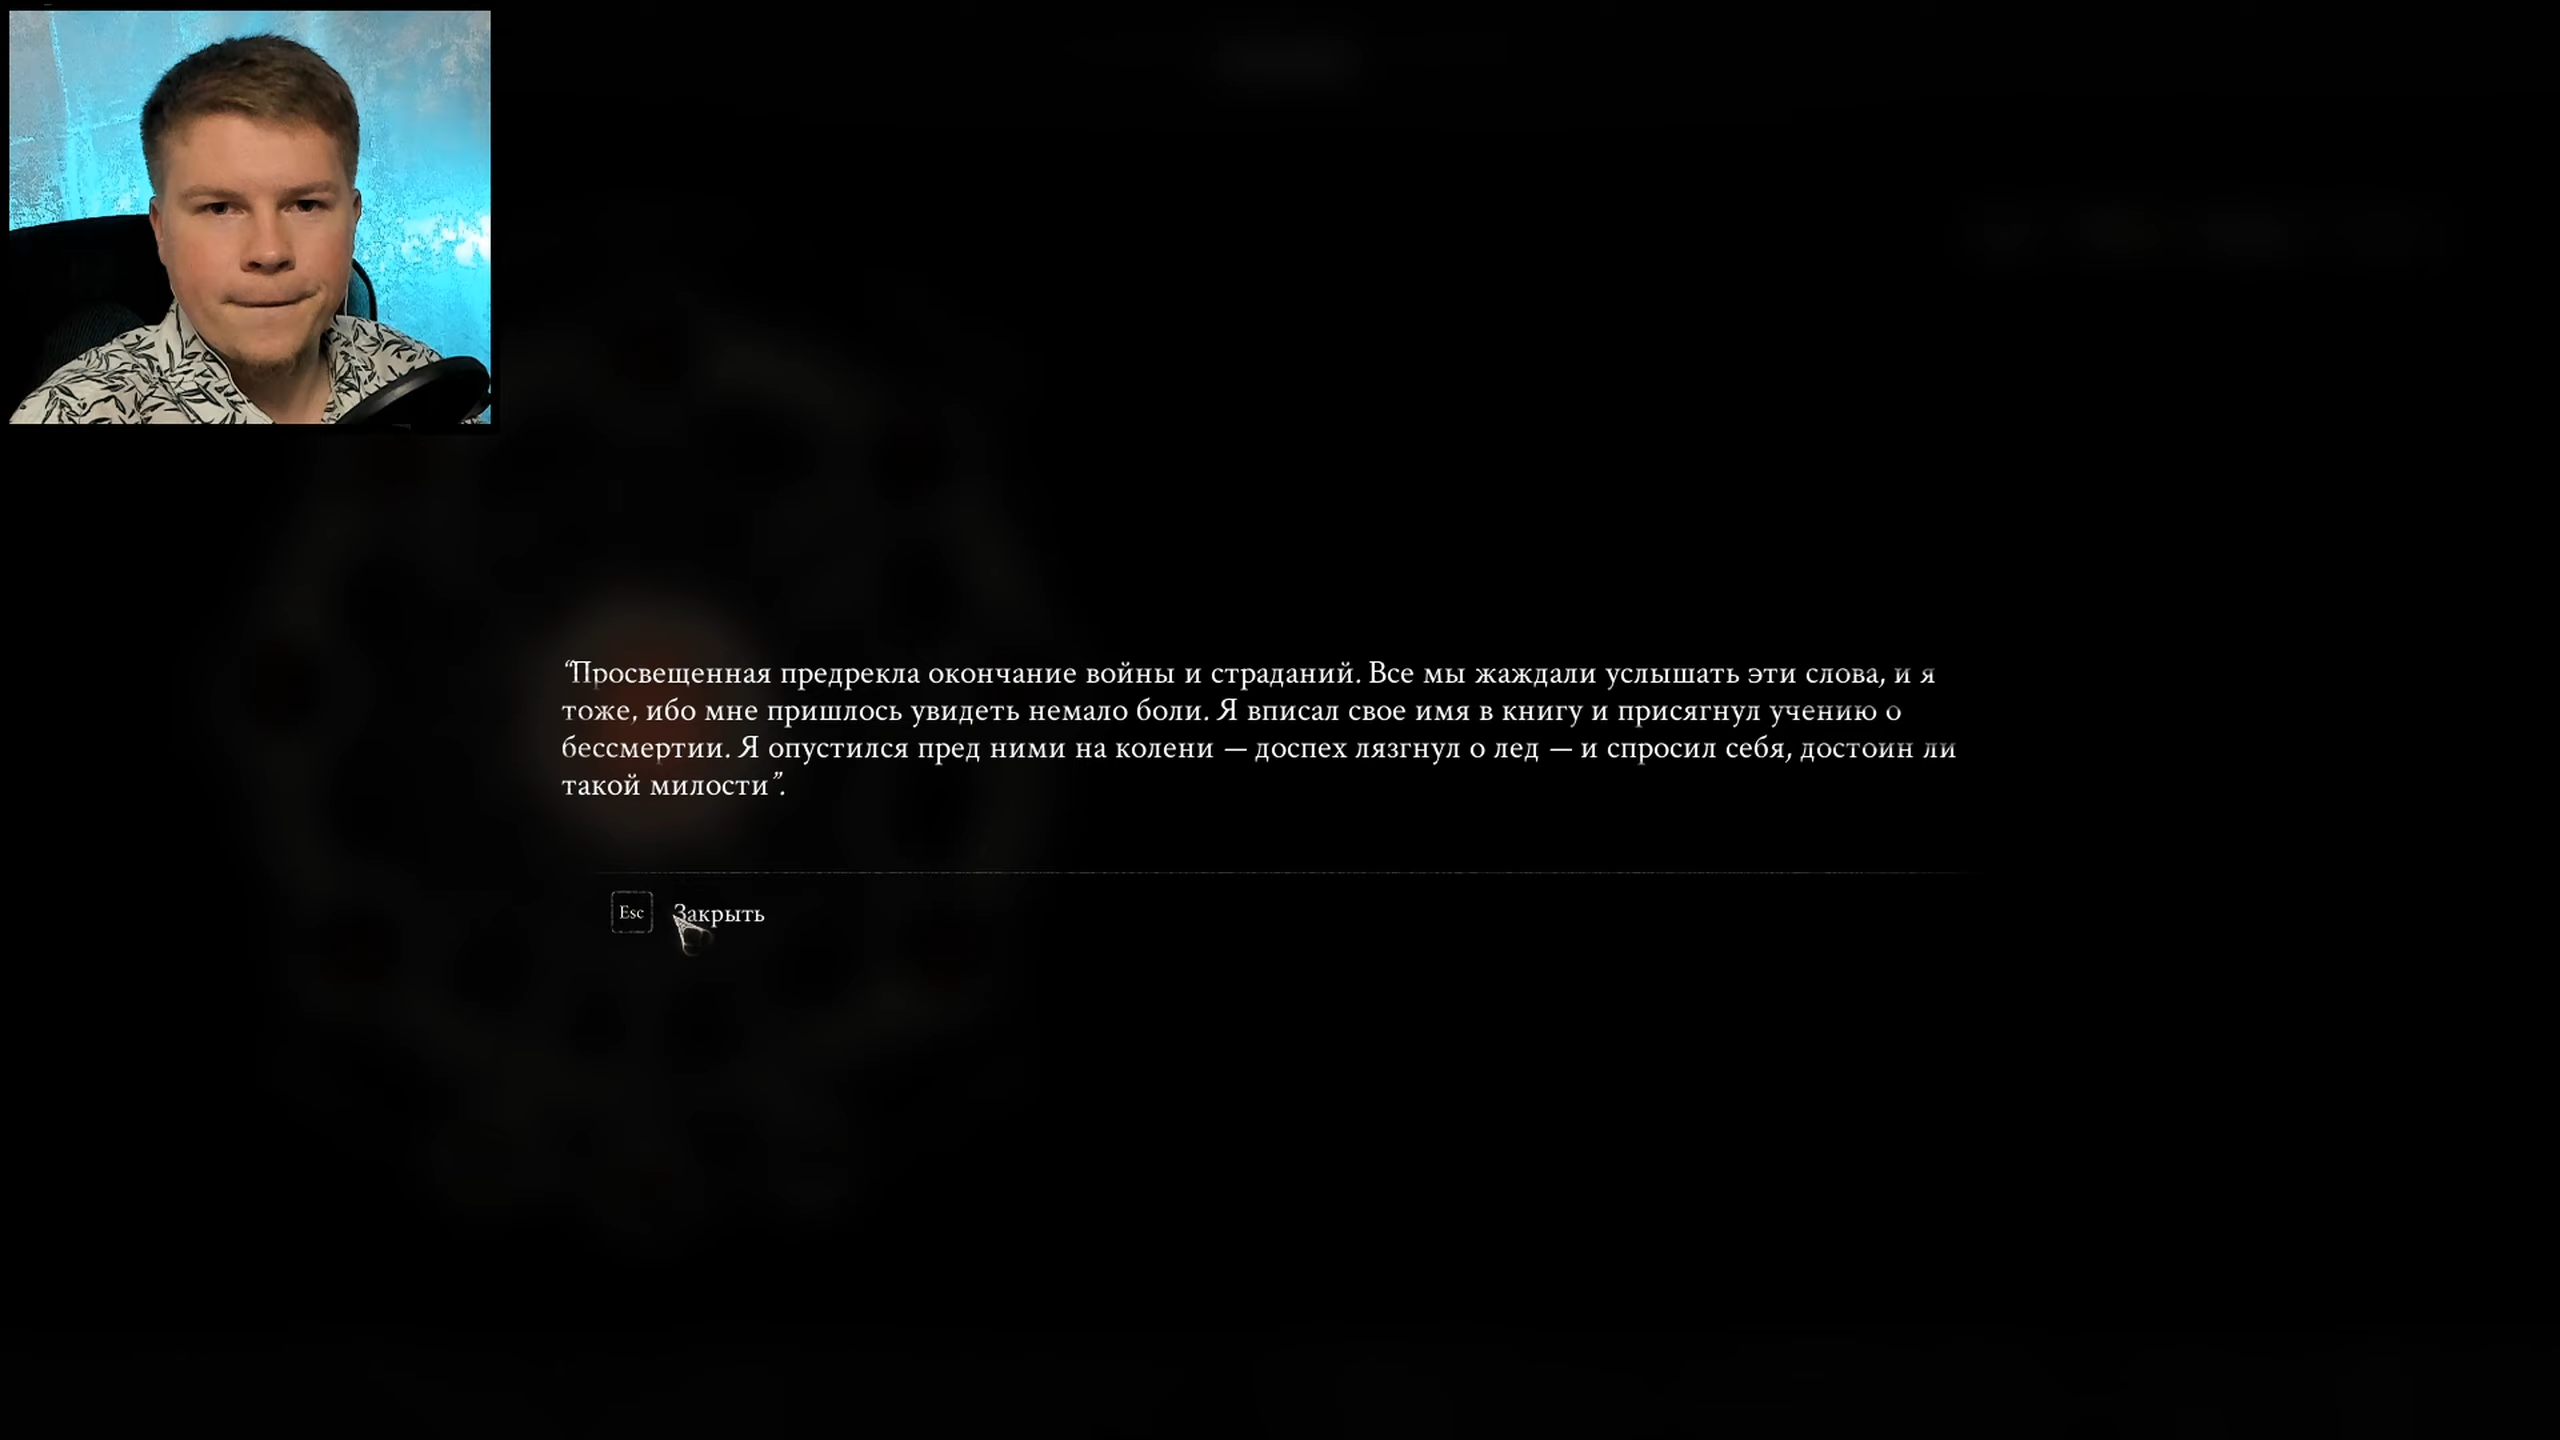 “Просвещенная предрекла окончание войны и страданий. Все мы жаждали услышать эти слова, и я
тоже, ибо мне пришлось увидеть немало боли. Я вписал свое имя в книгу и присягнул учению о
бессмертии. Я опустился пред ними на колени — доспех лязгнул о лед — и спросил себя, достоин ли
такой милости”.
Esc Закрыть